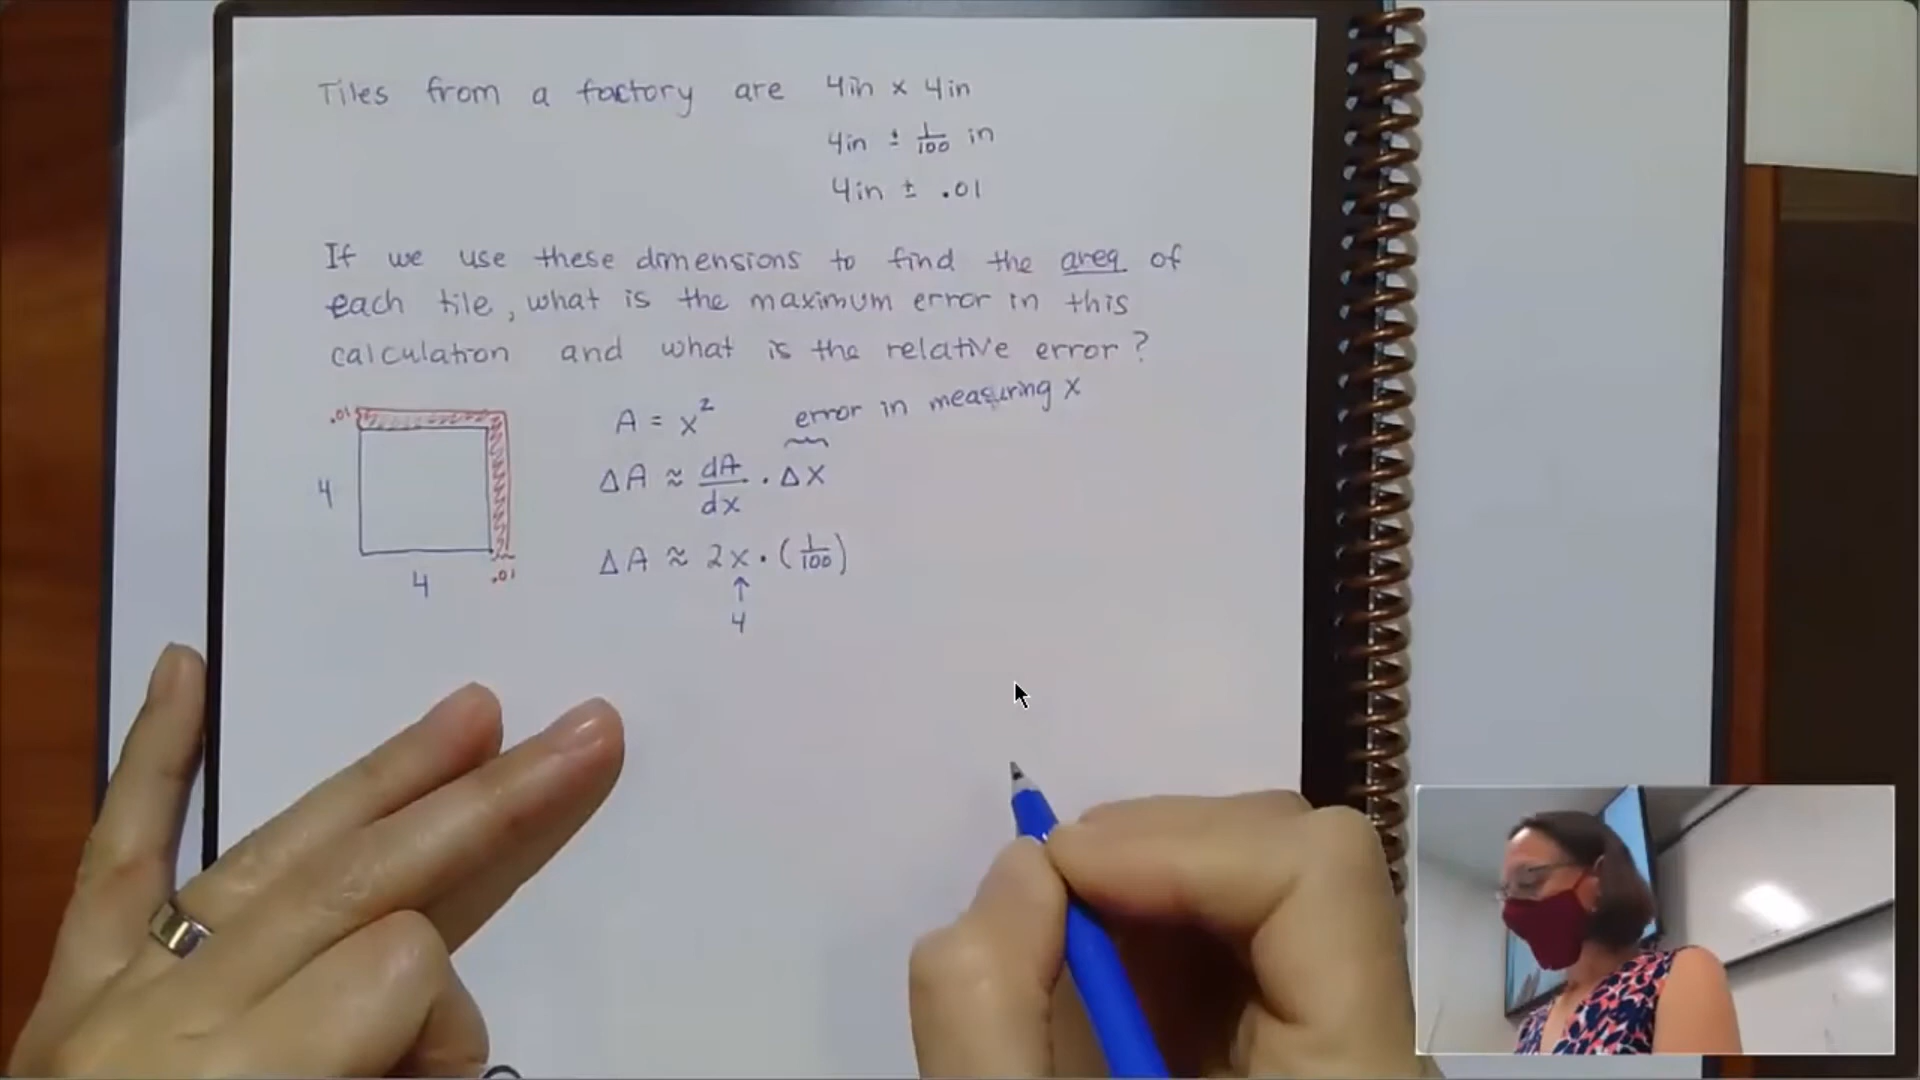 Tiles from a factory are 4in x 4in
4in ± 1/100 in
4in ± .01
If we use these dimensions to find the area of
each tile, what is the maximum error in this
calculation and what is the relative error?
.01
4
4
.01
A = x²
error in measuring x
ΔA ≈ dA/dx · Δx
ΔA ≈ 2x · (1/100)
↑
4